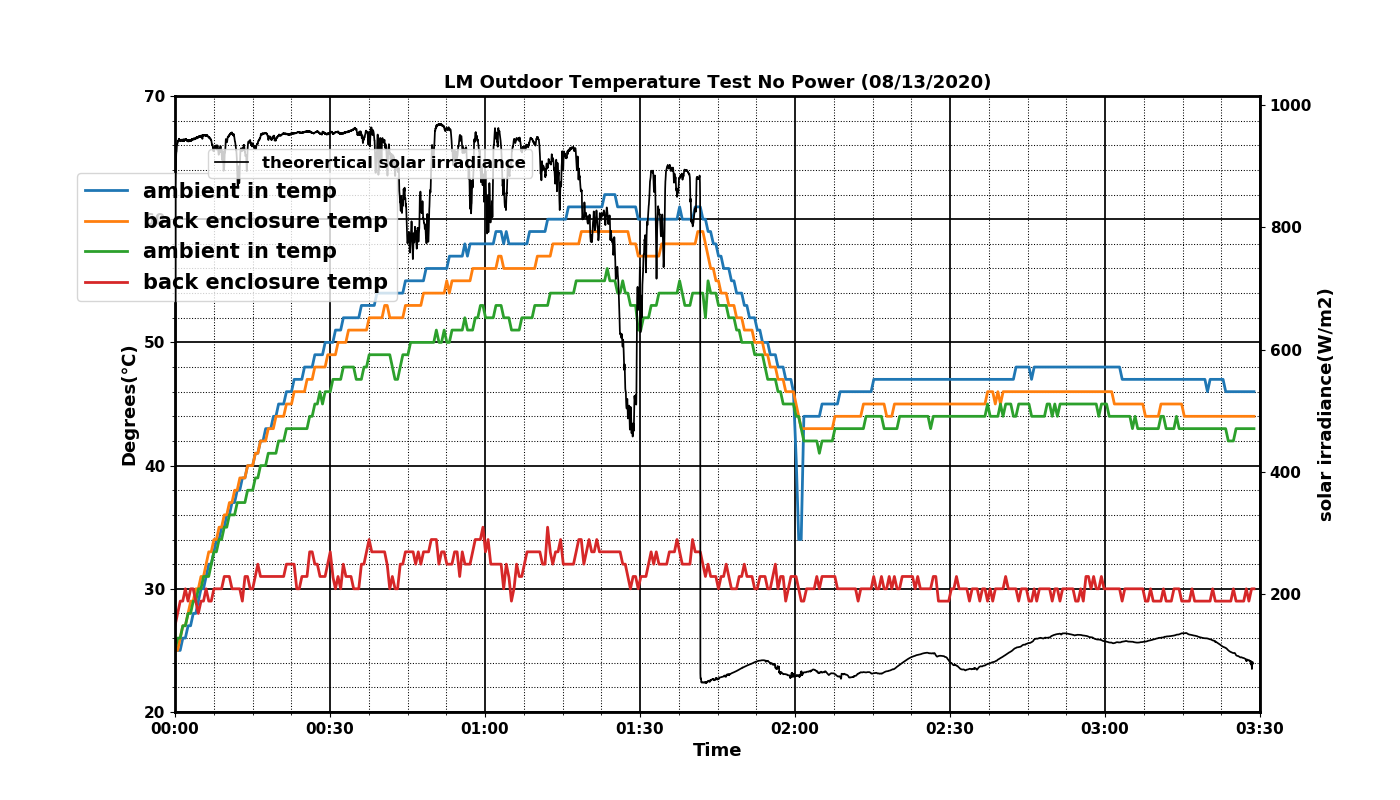 LM Outdoor Temperature Test No Power (08/13/2020)
70
1000
theorertical solar irradiance
ambient in temp
back enclosure temp
ambient in temp
back enclosure temp
60
800
50
600
40
400
30
200
20
Degrees(°C)
solar irradiance(W/m2)
00:00 00:30 01:00 01:30 02:00 02:30 03:00 03:30
Time